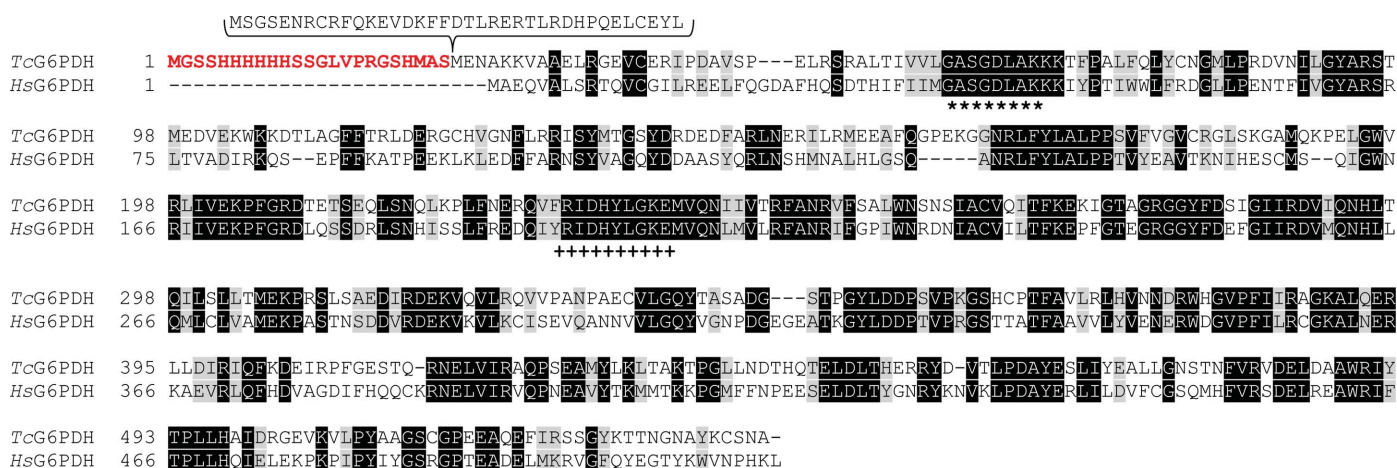 MSGSENRCRFQKEVDKFFDTLRERTLRDHPQELCEYL
TcG6PDH 1 MGSSHHHHHHSSGLVPRGSHMASMENAKKVAAELRGEVCERIPDAVSP--ELRSRALTIVVLGASGDLAKKKTFPALFQLYCNGMLPRDVNILGYARST
HsG6PDH 1 ---------------------------MAEQVALSRTQVCGILREELFQGDAFHQSDTHIFIIMGASGDLAKKKIYPTIWWLFRDGLLPENTFIVGYARSR
********
TcG6PDH 98 MEDVEKWKKDTLAGFFTRLDERGCHVGNFLRRISYMTGSYDRDEDFARLNERILRMEEAFQGPEKGGNRLFYLALPPSVFVGVCRGLSKGAMQKPELGWV
HsG6PDH 75 LTVADIRKQS--EPFFKATPEEKLKLEDFFARNSYVAGQYDDAASYQRLNSHMNALHLGSQ-----ANRLFYLALPPTVYEAVTKNIHESCMS--QIGWN
TcG6PDH 198 RLIVEKPFGRDTETSEQLSNQLKPLFNERQVFRIDHYLGKEMVQNIIVTRFANRVFSALWNSNSIACVQITFKEKIGTAGRGGYFDSIGIIRDVIQNHLT
HsG6PDH 166 RIIVEKPFGRDLQSSDRLSNHISSLFREDQIYRIDHYLGKEMVQNLMVLRFANRIFGPIWNRDNIACVILTFKEPFGTEGRGGYFDEFGIIRDVMQNHLL
++++++++++
TcG6PDH 298 QILSLLTMEKPRSLSAEDIRDEKVQVLRQVVPANPAECVLGQYTASADG---STPGYLDDPSVPKGSHCPTFAVLRLHVNNDRWHGVPFIIRAGKALQER
HsG6PDH 266 QMLCLVAMEKPASTNSDDVRDEKVKVLKCISEVQANNVVLGQYVGNPDGEGEATKGYLDDPTVPRGSTTATFAAVVLYVENERWDGVPFILRCGKALNER
TcG6PDH 395 LLDIRIQFKDEIRPFGESTQ-RNELVIRAQPSEAMYLKLTAKTPGLLNDTHQTELDLTHERRYD-VTLPDAYESLIYEALLGNSTNFVRVDELDAAWRIY
HsG6PDH 366 KAEVRLQFHDVAGDIFHQQCKRNELVIRVQPNEAVYTKMMTKKPGMFFNPEESELDLTYGNRYKNVKLPDAYERLILDVFCGSQMHFVRSDELREAWRIF
TcG6PDH 493 TPLLHAIDRGEVKVLPYAAGSCGPEEAQEFIRSSGYKTTNGNAYKCSNA-
HsG6PDH 466 TPLLHQIELEKPKPIPYIYGSRGPTEADELMKRVGFQYEGTYKWVNPHKL